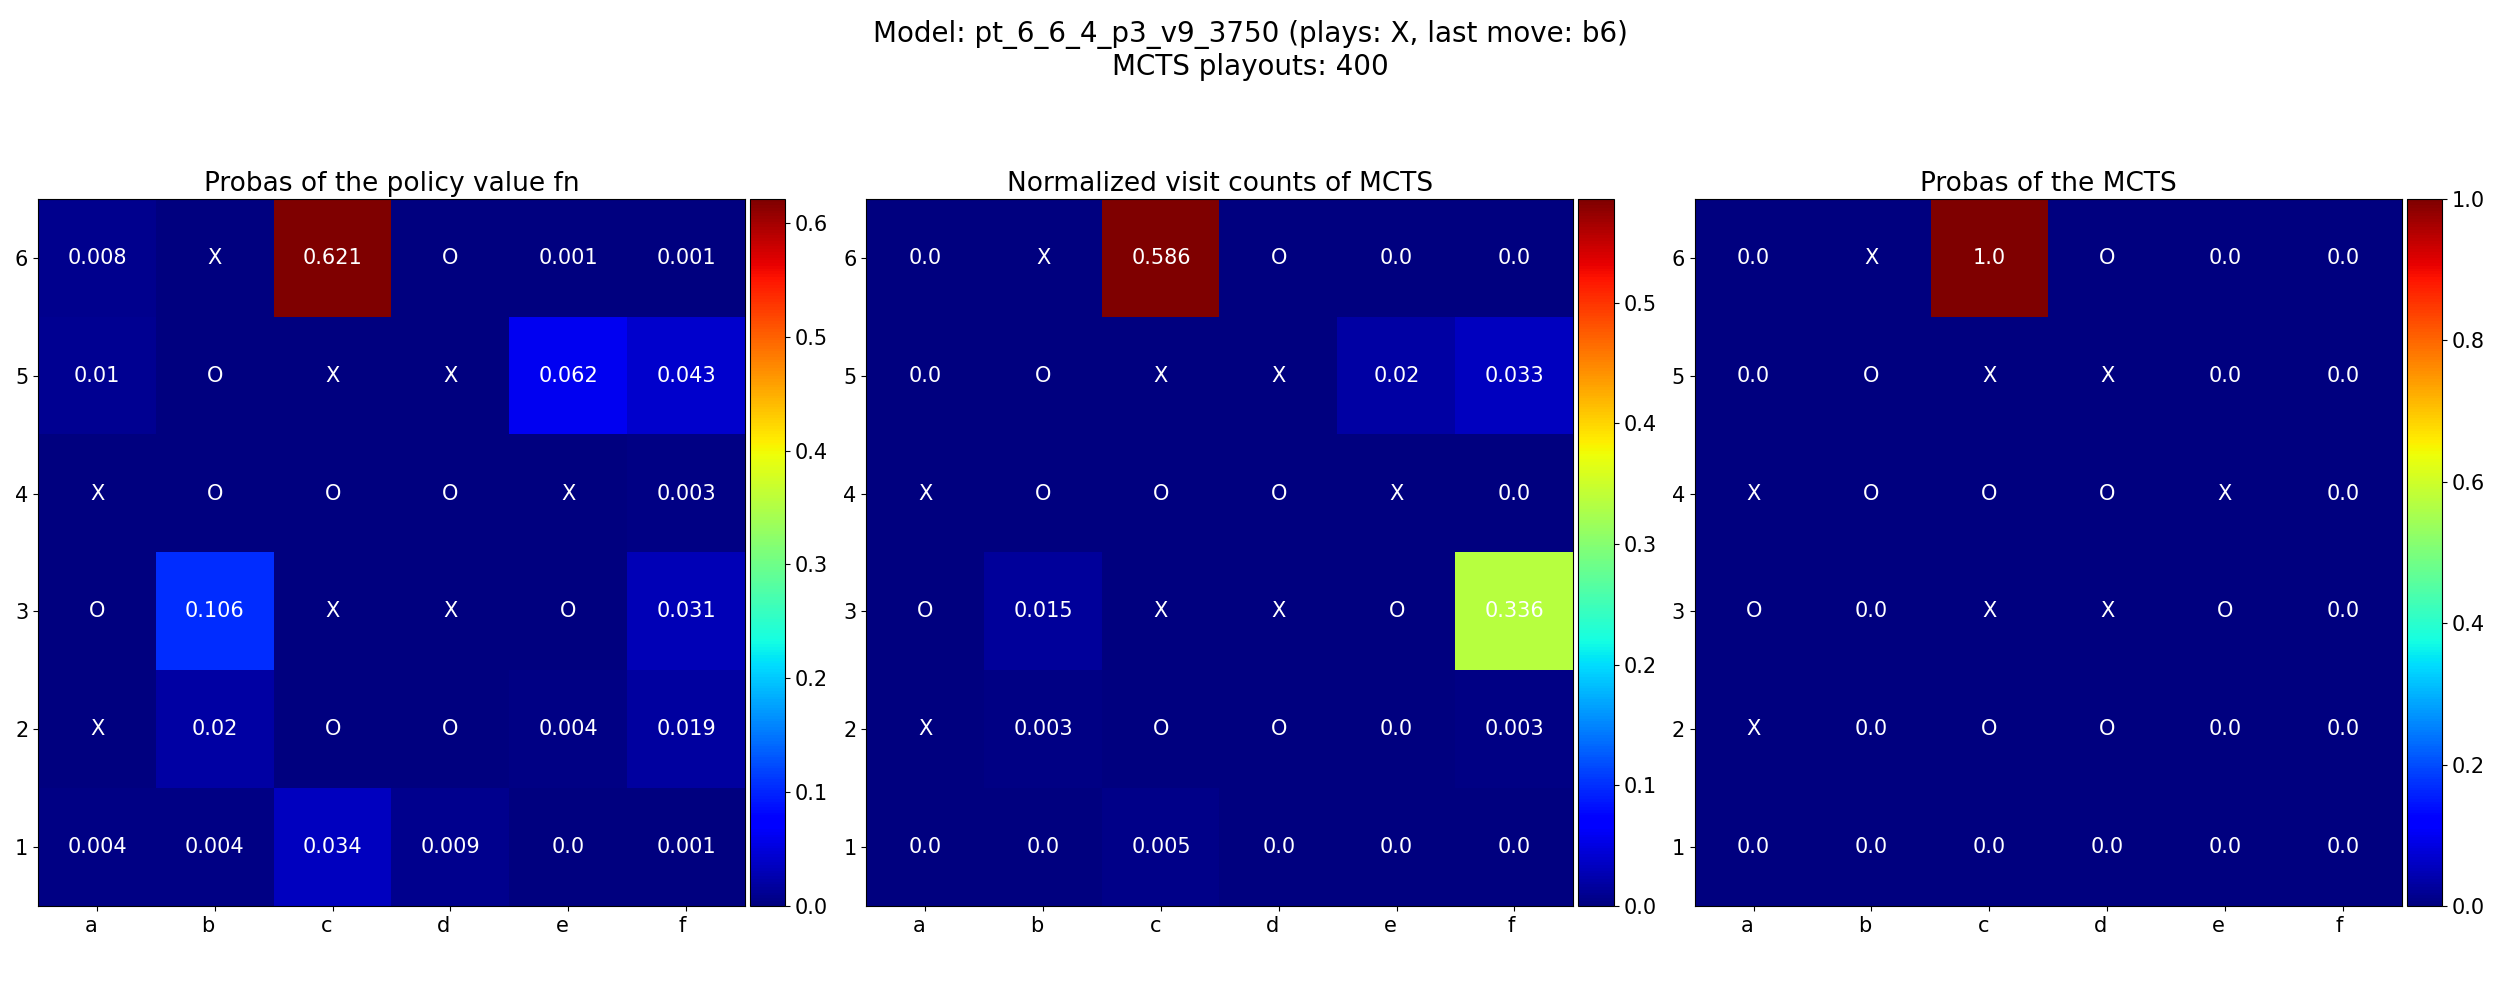 Model: pt_6_6_4_p3_v9_3750 (plays: X, last move: b6)
MCTS playouts: 400
Probas of the policy value fn
6 0.008 X 0.621 O 0.001 0.001
5 0.01 O X X 0.062 0.043
4 X O O O X 0.003
3 O 0.106 X X O 0.031
2 X 0.02 O O 0.004 0.019
1 0.004 0.004 0.034 0.009 0.0 0.001
a b c d e f
0.6
0.5
0.4
0.3
0.2
0.1
0.0
Normalized visit counts of MCTS
6 0.0 X 0.586 O 0.0 0.0
5 0.0 O X X 0.02 0.033
4 X O O O X 0.0
3 O 0.015 X X O 0.336
2 X 0.003 O O 0.0 0.003
1 0.0 0.0 0.005 0.0 0.0 0.0
a b c d e f
0.5
0.4
0.3
0.2
0.1
0.0
Probas of the MCTS
6 0.0 X 1.0 O 0.0 0.0
5 0.0 O X X 0.0 0.0
4 X O O O X 0.0
3 O 0.0 X X O 0.0
2 X 0.0 O O 0.0 0.0
1 0.0 0.0 0.0 0.0 0.0 0.0
a b c d e f
1.0
0.8
0.6
0.4
0.2
0.0